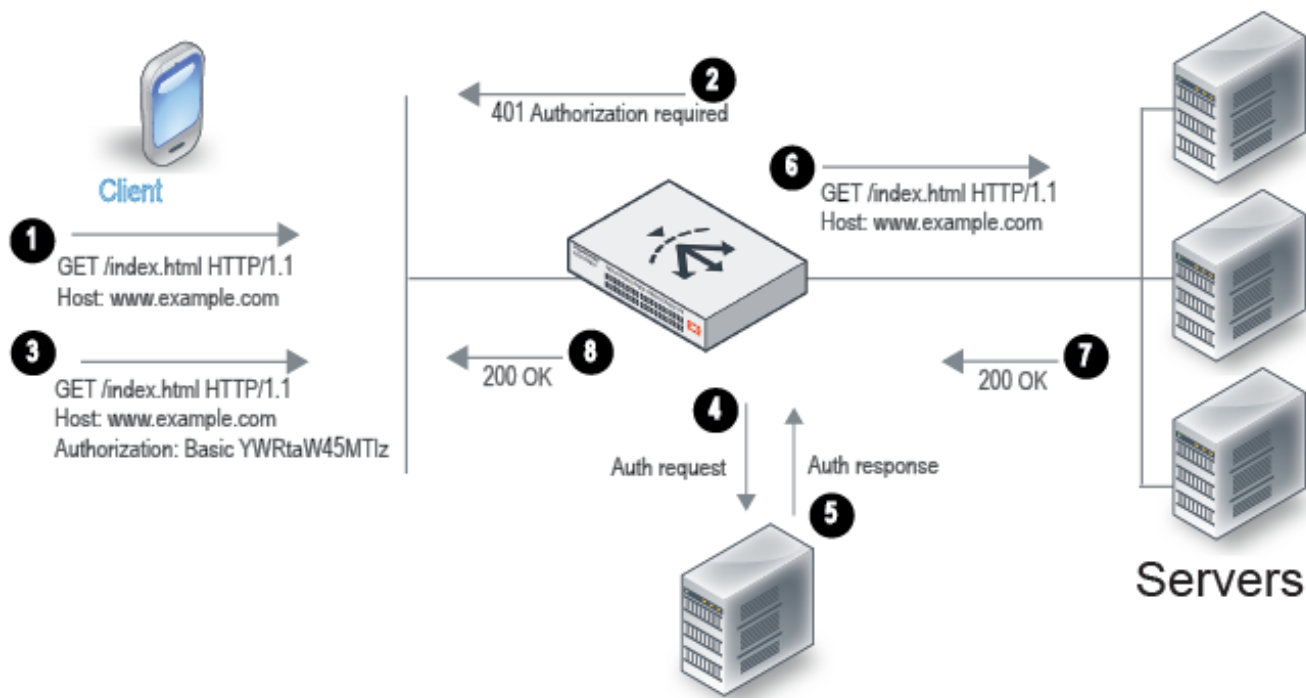 2
401 Authorization required
6
GET /index.html HTTP/1.1
Host: www.example.com
Client
1
GET /index.html HTTP/1.1
Host: www.example.com
3
GET /index.html HTTP/1.1
Host: www.example.com
Authorization: Basic YWRtaW45MTIz
8
200 OK
7
200 OK
4
Auth request
Auth response
5
Servers